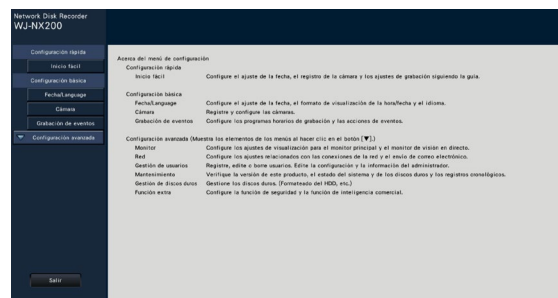 Network Disk Recorder
WJ-NX200
Configuración rápida
Inicio fácil
Configuración básica
Fecha/Language
Cámara
Grabación de eventos
Configuración avanzada
Salir
Acerca del menú de configuración
Configuración rápida
Inicio fácil Configure el ajuste de la fecha, el registro de la cámara y los ajustes de grabación siguiendo la guía.
Configuración básica
Fecha/Language Configure el ajuste de la fecha, el formato de visualización de la hora/fecha y el idioma.
Cámara Registre y configure las cámaras.
Grabación de eventos Configure los programas horarios de grabación y las acciones de eventos.
Configuración avanzada (Muestra los elementos de los menús al hacer clic en el botón [▼].)
Monitor Configure los ajustes de visualización para el monitor principal y el monitor de visión en directo.
Red Configure los ajustes relacionados con las conexiones de la red y el envío de correo electrónico.
Gestión de usuarios Registre, edite o borre usuarios. Edite la configuración y la información del administrador.
Mantenimiento Verifique la versión de este producto, el estado del sistema y de los discos duros y los registros cronológicos.
Gestión de discos duros Gestione los discos duros. (Formateado del HDD, etc.)
Función extra Configure la función de seguridad y la función de inteligencia comercial.